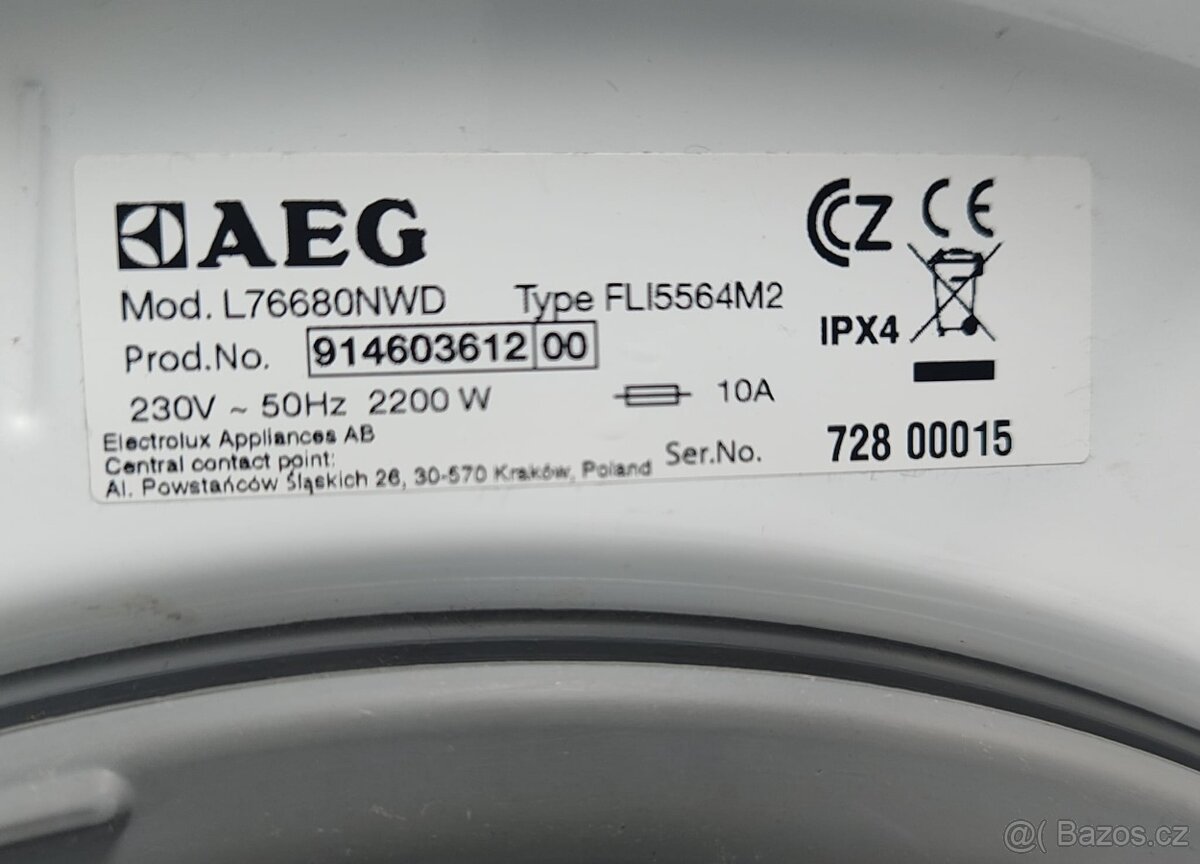 AEG
CZ CE
Mod. L76680NWD Type FLI5564M2
IPX4
Prod.No. 914603612 00
230V ~ 50Hz 2200 W 10A
Electrolux Appliances AB
Central contact point:
Al. Powstańców Śląskich 26, 30-570 Kraków, Poland
Ser.No. 728 00015
@( Bazos.cz